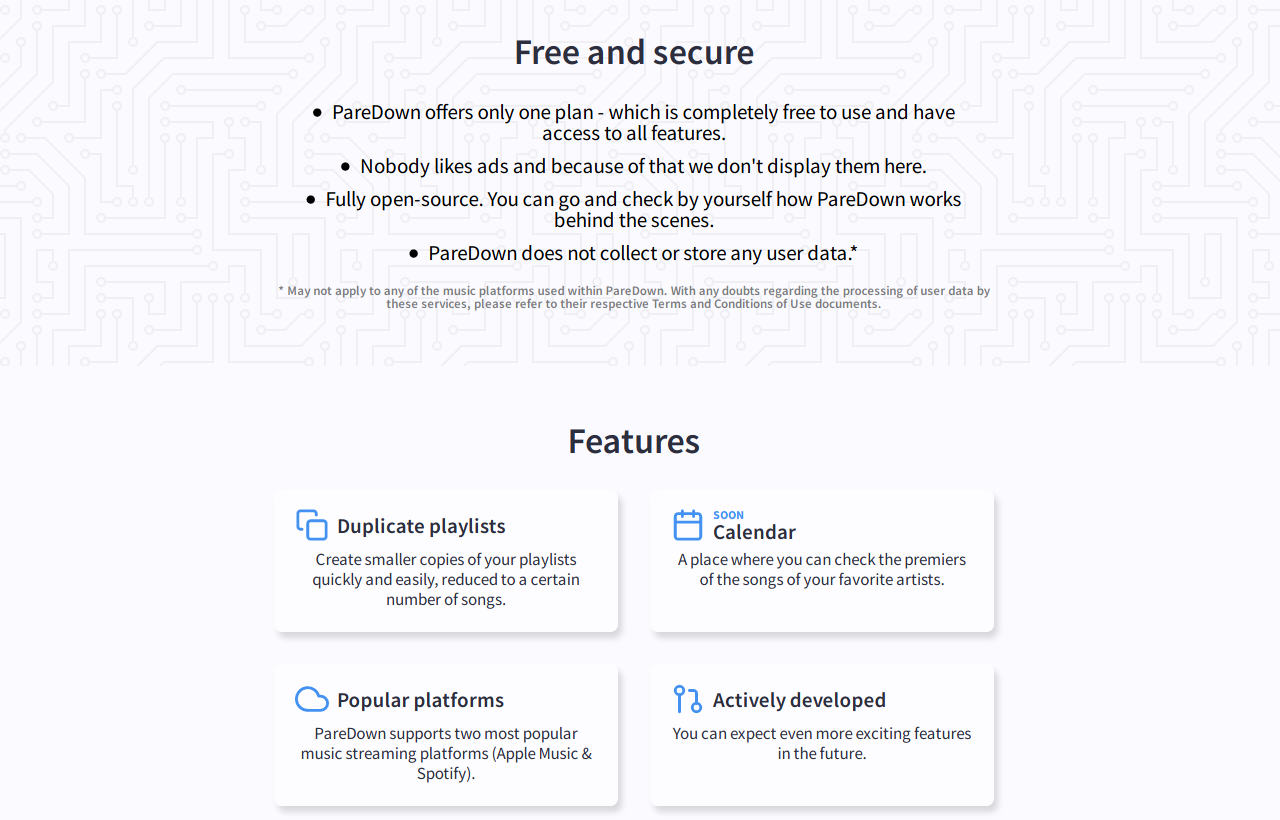 Free and secure
● PareDown offers only one plan - which is completely free to use and have
access to all features.
● Nobody likes ads and because of that we don't display them here.
● Fully open-source. You can go and check by yourself how PareDown works
behind the scenes.
● PareDown does not collect or store any user data.*
* May not apply to any of the music platforms used within PareDown. With any doubts regarding the processing of user data by
these services, please refer to their respective Terms and Conditions of Use documents.
Features
Duplicate playlists
Create smaller copies of your playlists
quickly and easily, reduced to a certain
number of songs.
SOON
Calendar
A place where you can check the premiers
of the songs of your favorite artists.
Popular platforms
PareDown supports two most popular
music streaming platforms (Apple Music &
Spotify).
Actively developed
You can expect even more exciting features
in the future.